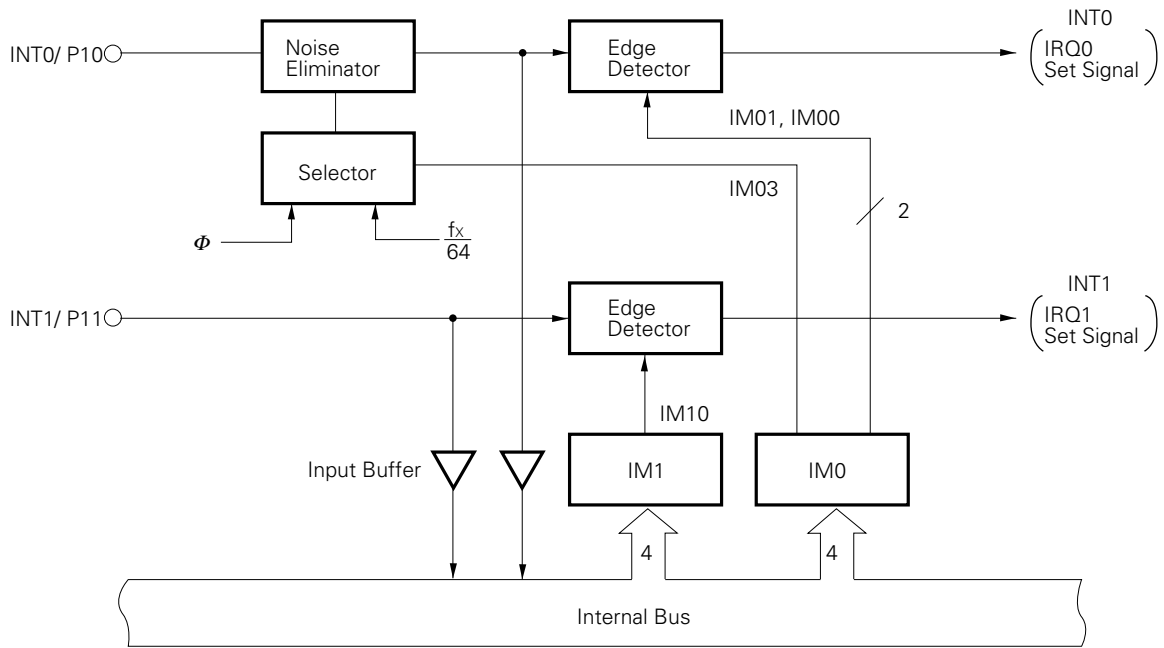 INT0/ P10
Noise
Eliminator
Edge
Detector
INT0
IRQ0
Set Signal
IM01, IM00
Selector
IM03
2
Φ
fX
64
INT1/ P11
Edge
Detector
INT1
IRQ1
Set Signal
IM10
Input Buffer
IM1
IM0
4
4
Internal Bus